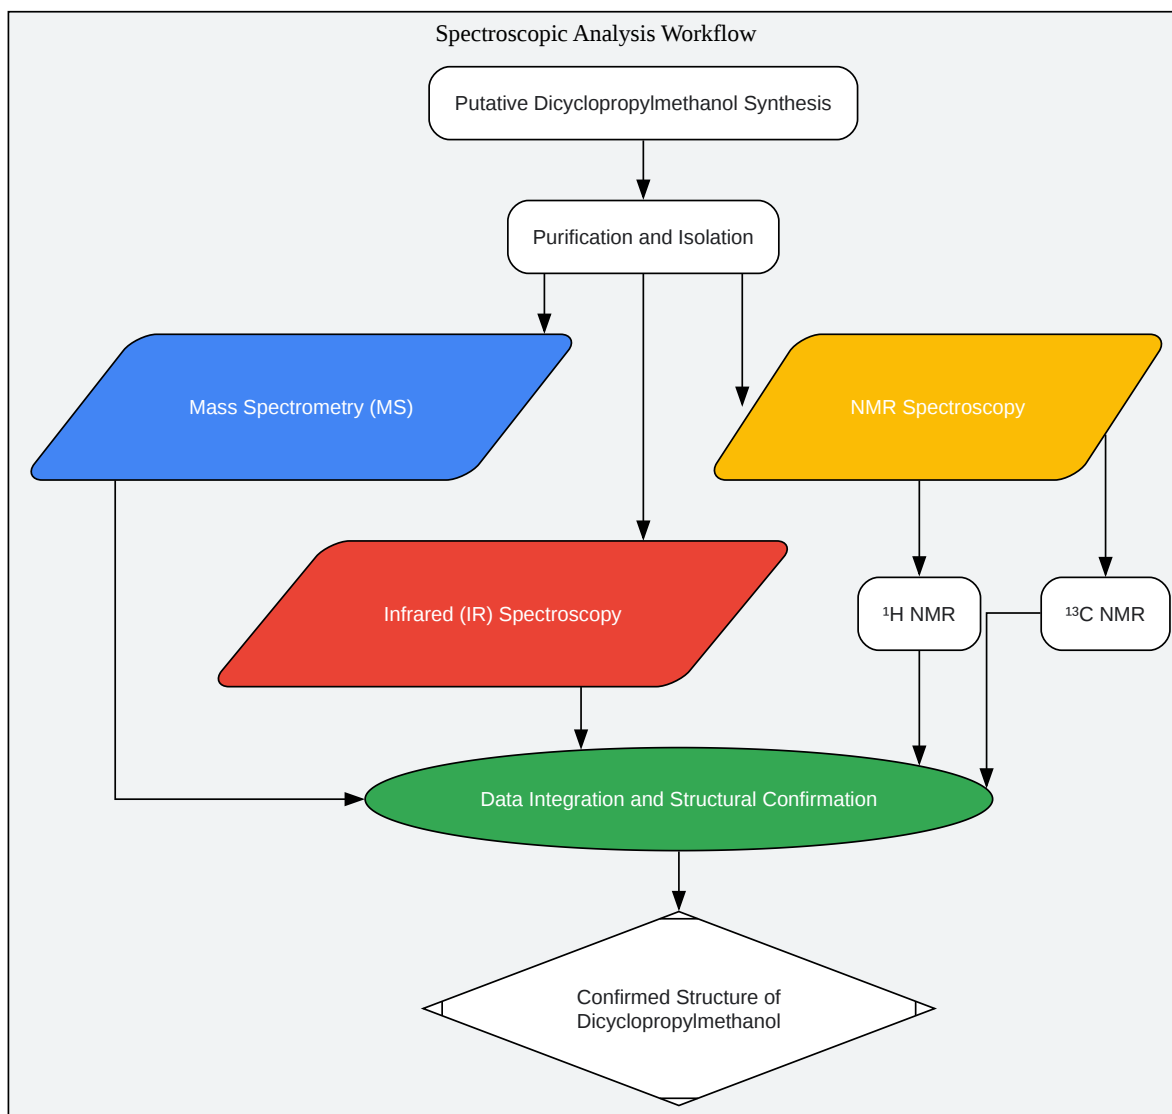 Spectroscopic Analysis Workflow
Putative Dicyclopropylmethanol Synthesis
Purification and Isolation
Mass Spectrometry (MS)
NMR Spectroscopy
Infrared (IR) Spectroscopy
¹H NMR
¹³C NMR
Data Integration and Structural Confirmation
Confirmed Structure of
Dicyclopropylmethanol